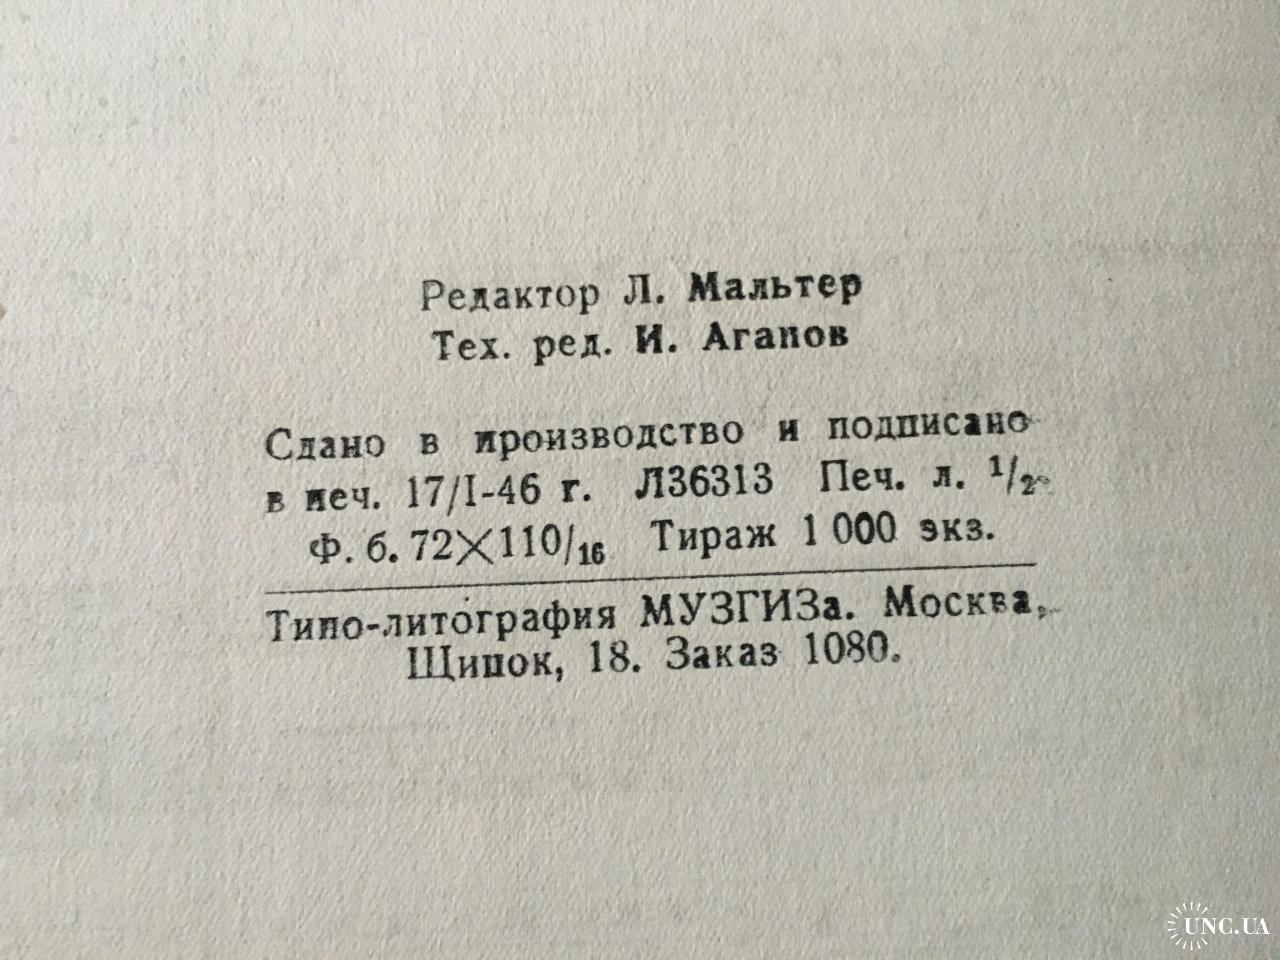 Редактор Л. Мальтер
Тех. ред. И. Агапов
Сдано в производство и подписано
в печ. 17/I-46 г. Л36313 Печ. л. 1/2
Ф. б. 72×110/16 Тираж 1 000 экз.
Типо-литография МУЗГИЗа. Москва,
Щипок, 18. Заказ 1080.
UNC.UA